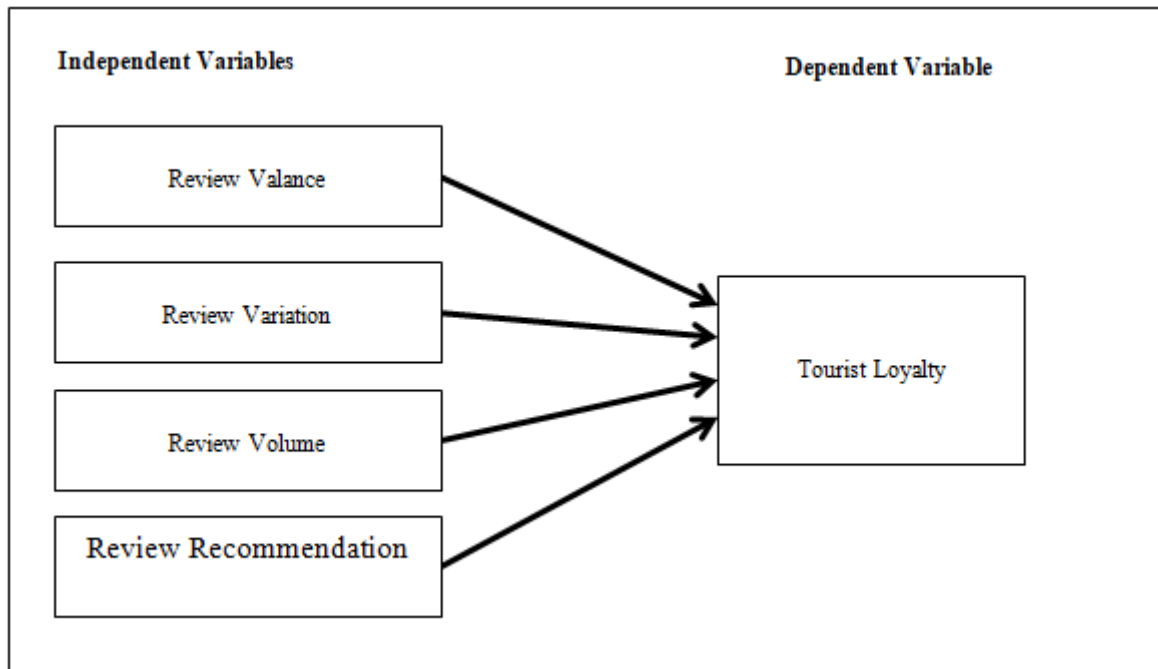 Independent Variables
Dependent Variable
Review Valance
Review Variation
Review Volume
Review Recommendation
Tourist Loyalty